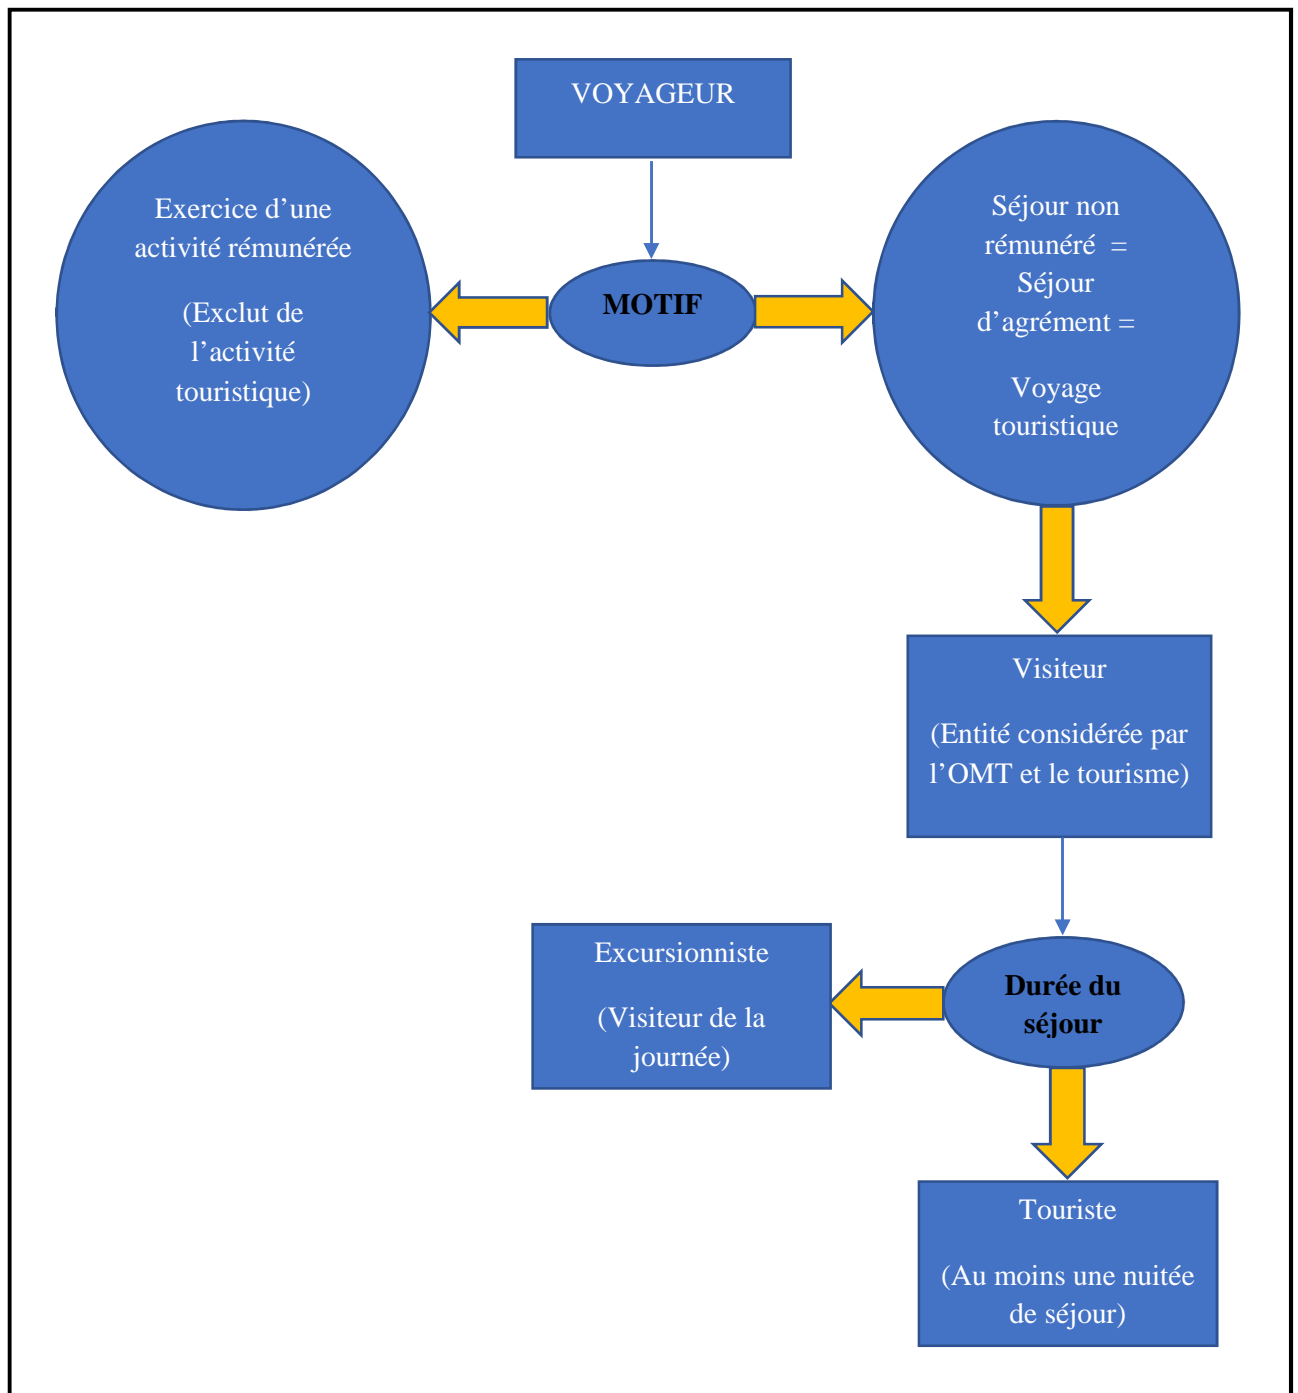 VOYAGEUR
Exercice d’une
activité rémunérée
(Exclut de
l’activité
touristique)
MOTIF
Séjour non
rémunéré =
Séjour
d’agrément =
Voyage
touristique
Visiteur
(Entité considérée par
l’OMT et le tourisme)
Excursionniste
(Visiteur de la
journée)
Durée du
séjour
Touriste
(Au moins une nuitée
de séjour)